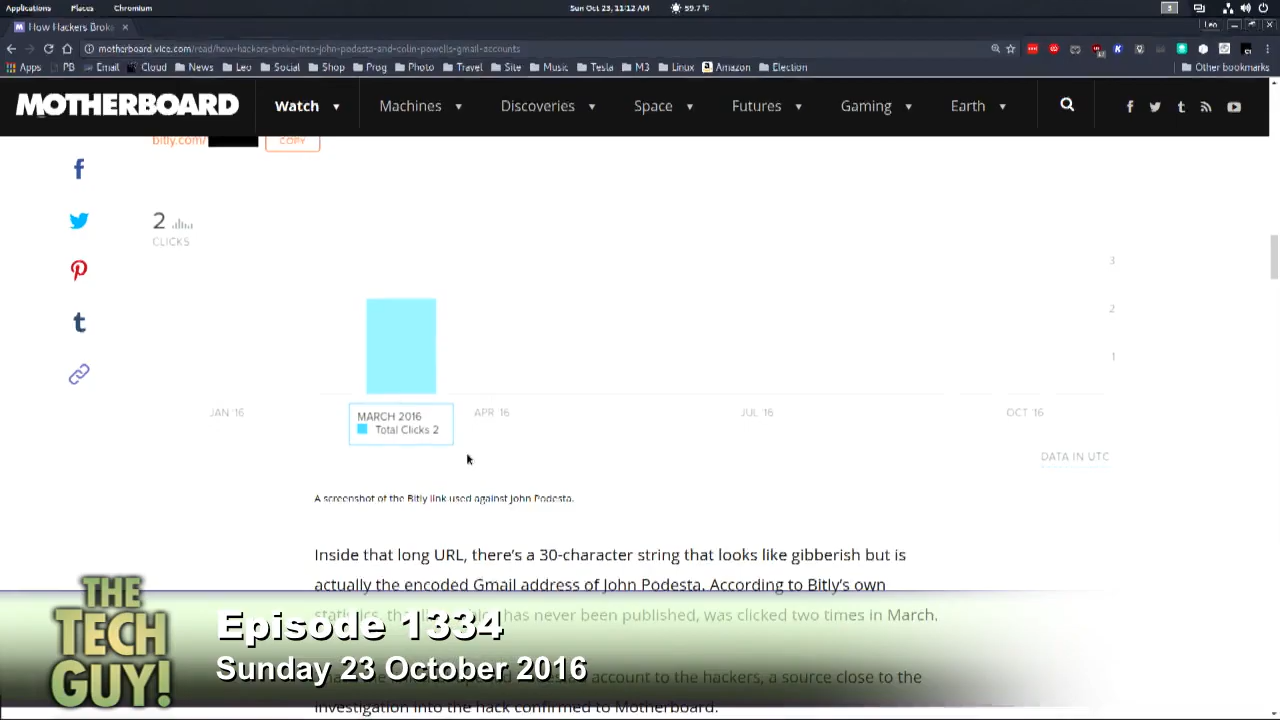 Applications Places Chromium Sun Oct 23, 11:12 AM 59.7 °F
How Hackers Broke Leo
motherboard.vice.com/read/how-hackers-broke-into-john-podesta-and-colin-powells-gmail-accounts
Apps PB Email Cloud News Leo Social Shop Prog Photo Travel Site Music Tesla M3 Linux Amazon Election Other bookmarks
MOTHERBOARD Watch Machines Discoveries Space Futures Gaming Earth
bitly.com/ COPY
2
CLICKS
3
2
1
JAN '16 APR '16 JUL '16 OCT '16
MARCH 2016
Total Clicks 2
DATA IN UTC
A screenshot of the Bitly link used against John Podesta.
Inside that long URL, there's a 30-character string that looks like gibberish but is
actually the encoded Gmail address of John Podesta. According to Bitly's own
has never been published, was clicked two times in March.
account to the hackers, a source close to the
investigation into the hack confirmed to Motherboard.
THE
TECH
GUY!
Episode 1334
Sunday 23 October 2016